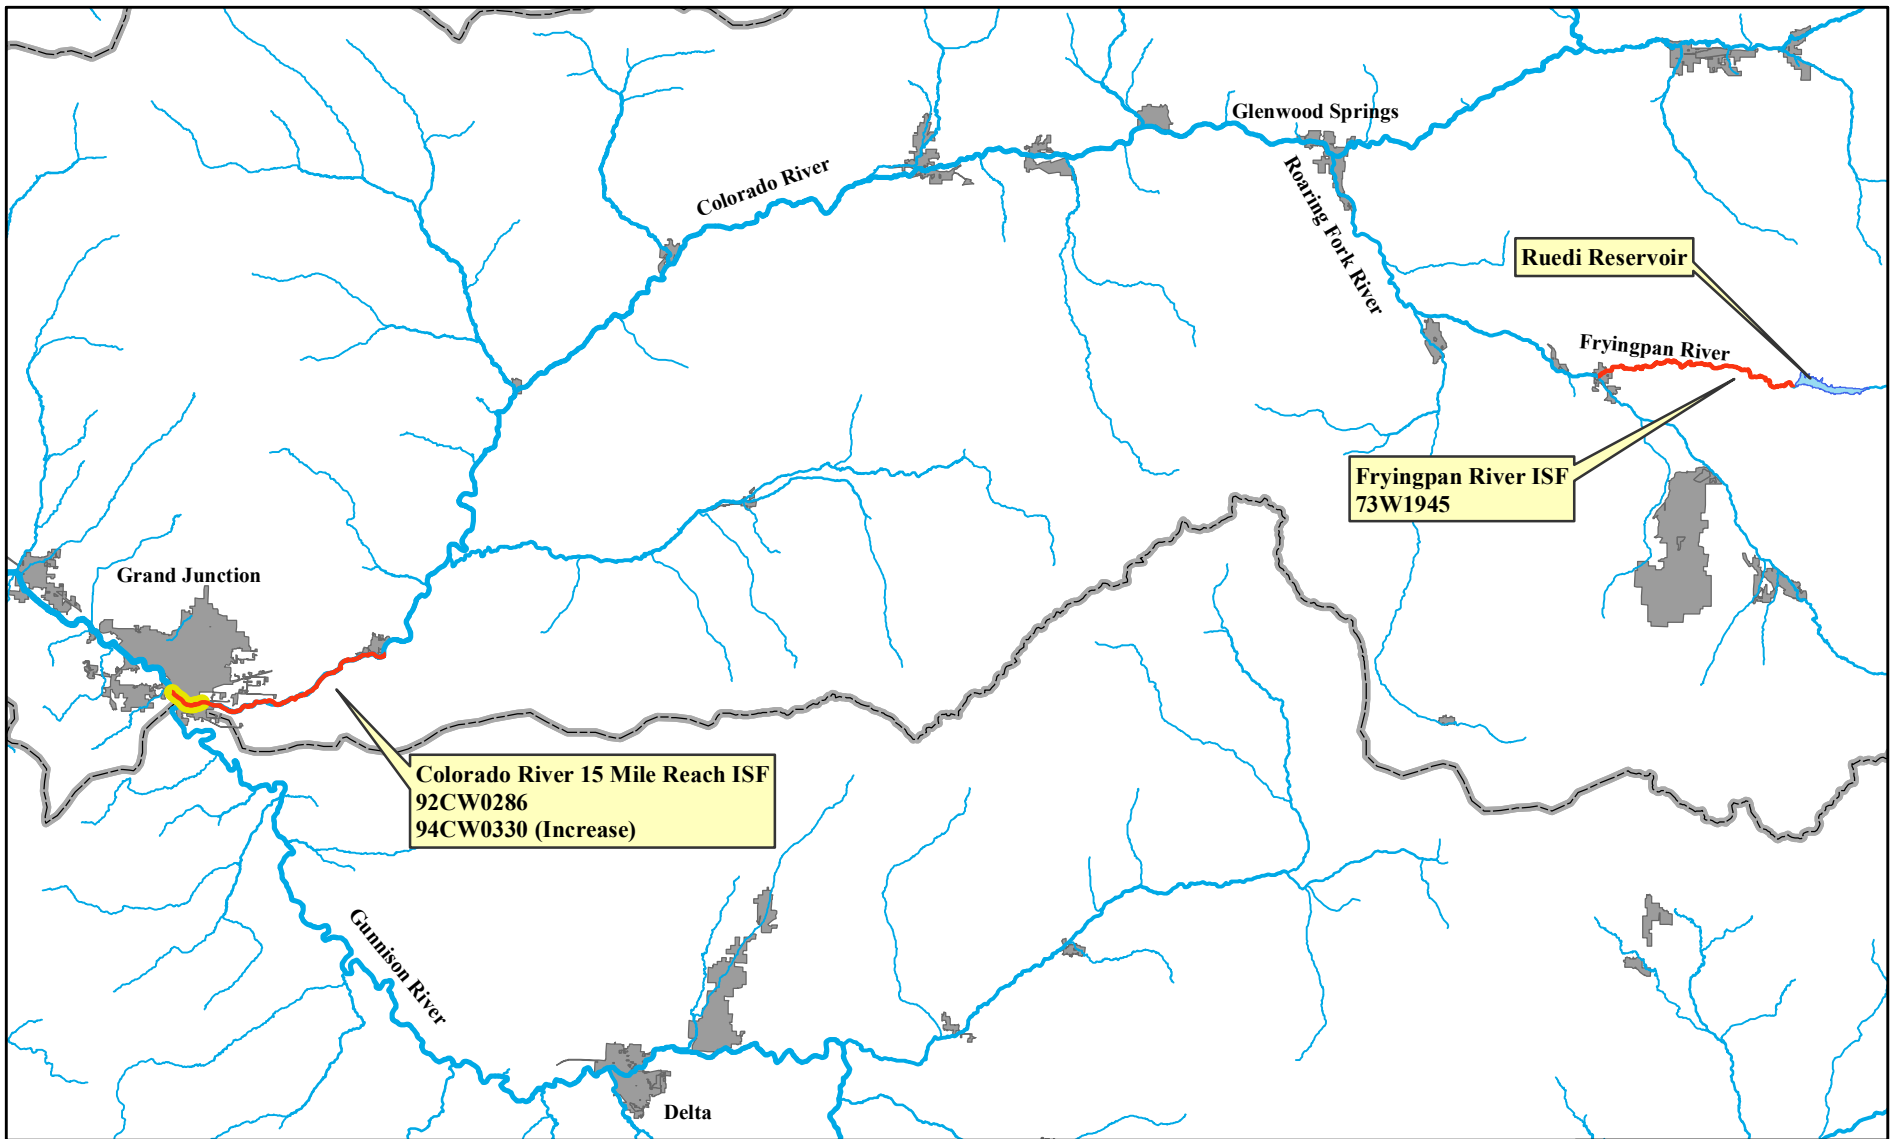 Glenwood Springs
Colorado River
Roaring Fork River
Ruedi Reservoir
Fryingpan River
Fryingpan River ISF
73W1945
Grand Junction
Colorado River 15 Mile Reach ISF
92CW0286
94CW0330 (Increase)
Gunnison River
Delta